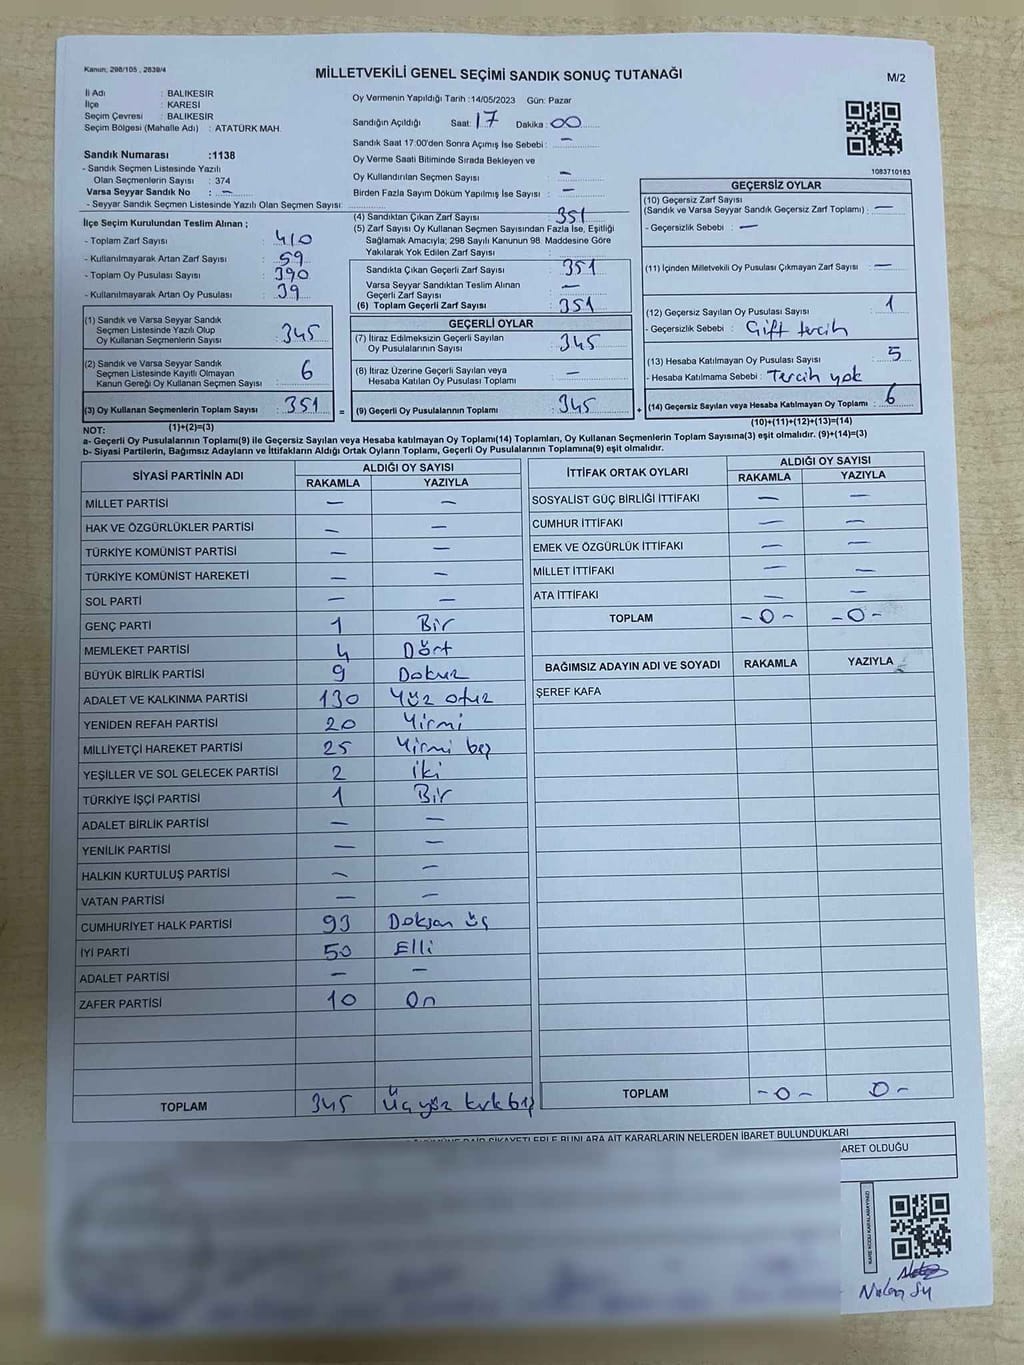 Kanun; 298/105 , 2839/4
MİLLETVEKİLİ GENEL SEÇİMİ SANDIK SONUÇ TUTANAĞI
M/2
İl Adı : BALIKESİR
İlçe : KARESİ
Seçim Çevresi : BALIKESİR
Seçim Bölgesi (Mahalle Adı) : ATATÜRK MAH.
Sandık Numarası :1138
- Sandık Seçmen Listesinde Yazılı
Olan Seçmenlerin Sayısı : 374
Varsa Seyyar Sandık No : —
- Seyyar Sandık Seçmen Listesinde Yazılı Olan Seçmen Sayısı:
Oy Vermenin Yapıldığı Tarih :14/05/2023 Gün: Pazar
Sandığın Açıldığı Saat: 17 Dakika: 00
Sandık Saat 17:00'den Sonra Açımış İse Sebebi : —
Oy Verme Saati Bitiminde Sırada Bekleyen ve
Oy Kullandırılan Seçmen Sayısı : —
Birden Fazla Sayım Döküm Yapılmış İse Sayısı : —
1083710183
İlçe Seçim Kurulundan Teslim Alınan ;
- Toplam Zarf Sayısı : 410
- Kullanılmayarak Artan Zarf Sayısı : 59
- Toplam Oy Pusulası Sayısı : 390
- Kullanılmayarak Artan Oy Pusulası : 39
(1) Sandık ve Varsa Seyyar Sandık
Seçmen Listesinde Yazılı Olup
Oy Kullanan Seçmenlerin Sayısı : 345
(2) Sandık ve Varsa Seyyar Sandık
Seçmen Listesinde Kayıtlı Olmayan
Kanun Gereği Oy Kullanan Seçmen Sayısı : 6
(3) Oy Kullanan Seçmenlerin Toplam Sayısı : 351
(1)+(2)=(3)
(4) Sandıktan Çıkan Zarf Sayısı : 351
(5) Zarf Sayısı Oy Kullanan Seçmen Sayısından Fazla İse, Eşitliği
Sağlamak Amacıyla; 298 Sayılı Kanunun 98. Maddesine Göre
Yakılarak Yok Edilen Zarf Sayısı :
Sandıkta Çıkan Geçerli Zarf Sayısı : 351
Varsa Seyyar Sandıktan Teslim Alınan
Geçerli Zarf Sayısı : —
(6) Toplam Geçerli Zarf Sayısı : 351
GEÇERLİ OYLAR
(7) İtiraz Edilmeksizin Geçerli Sayılan
Oy Pusulalarının Sayısı : 345
(8) İtiraz Üzerine Geçerli Sayılan veya
Hesaba Katılan Oy Pusulası Toplamı : —
= (9) Geçerli Oy Pusulalarının Toplamı : 345 +
GEÇERSİZ OYLAR
(10) Geçersiz Zarf Sayısı
(Sandık ve Varsa Seyyar Sandık Geçersiz Zarf Toplamı) : —
- Geçersizlik Sebebi : —
(11) İçinden Milletvekili Oy Pusulası Çıkmayan Zarf Sayısı : —
(12) Geçersiz Sayılan Oy Pusulası Sayısı : 1
- Geçersizlik Sebebi : Çift tercih
(13) Hesaba Katılmayan Oy Pusulası Sayısı : 5
- Hesaba Katılmama Sebebi : Tercih yok
(14) Geçersiz Sayılan veya Hesaba Katılmayan Oy Toplamı : 6
(10)+(11)+(12)+(13)=(14)
NOT:
a- Geçerli Oy Pusulalarının Toplamı(9) ile Geçersiz Sayılan veya Hesaba katılmayan Oy Toplamı(14) Toplamları, Oy Kullanan Seçmenlerin Toplam Sayısına(3) eşit olmalıdır. (9)+(14)=(3)
b- Siyasi Partilerin, Bağımsız Adayların ve İttifakların Aldığı Ortak Oyların Toplamı, Geçerli Oy Pusulalarının Toplamına(9) eşit olmalıdır.
SİYASİ PARTİNİN ADI ALDIĞI OY SAYISI
RAKAMLA YAZIYLA
MİLLET PARTİSİ — —
HAK VE ÖZGÜRLÜKLER PARTİSİ — —
TÜRKİYE KOMÜNİST PARTİSİ — —
TÜRKİYE KOMÜNİST HAREKETİ — —
SOL PARTİ — —
GENÇ PARTİ 1 Bir
MEMLEKET PARTİSİ 4 Dört
BÜYÜK BİRLİK PARTİSİ 9 Dokuz
ADALET VE KALKINMA PARTİSİ 130 Yüz otuz
YENİDEN REFAH PARTİSİ 20 Yirmi
MİLLİYETÇİ HAREKET PARTİSİ 25 Yirmi beş
YEŞİLLER VE SOL GELECEK PARTİSİ 2 İki
TÜRKİYE İŞÇİ PARTİSİ 1 Bir
ADALET BİRLİK PARTİSİ — —
YENİLİK PARTİSİ — —
HALKIN KURTULUŞ PARTİSİ — —
VATAN PARTİSİ — —
CUMHURİYET HALK PARTİSİ 93 Doksan üç
İYİ PARTİ 50 Elli
ADALET PARTİSİ — —
ZAFER PARTİSİ 10 On
TOPLAM 345 Üçyüz kırkbeş
İTTİFAK ORTAK OYLARI ALDIĞI OY SAYISI
RAKAMLA YAZIYLA
SOSYALİST GÜÇ BİRLİĞİ İTTİFAKI — —
CUMHUR İTTİFAKI — —
EMEK VE ÖZGÜRLÜK İTTİFAKI — —
MİLLET İTTİFAKI — —
ATA İTTİFAKI — —
TOPLAM -0- -0-
BAĞIMSIZ ADAYIN ADI VE SOYADI RAKAMLA YAZIYLA
ŞEREF KAFA
TOPLAM -0- 0-
KARARLARIN NELERDEN İBARET BULUNDUKLARI
ARET OLDUĞU
KARE KODU KARALAMAYINIZ!